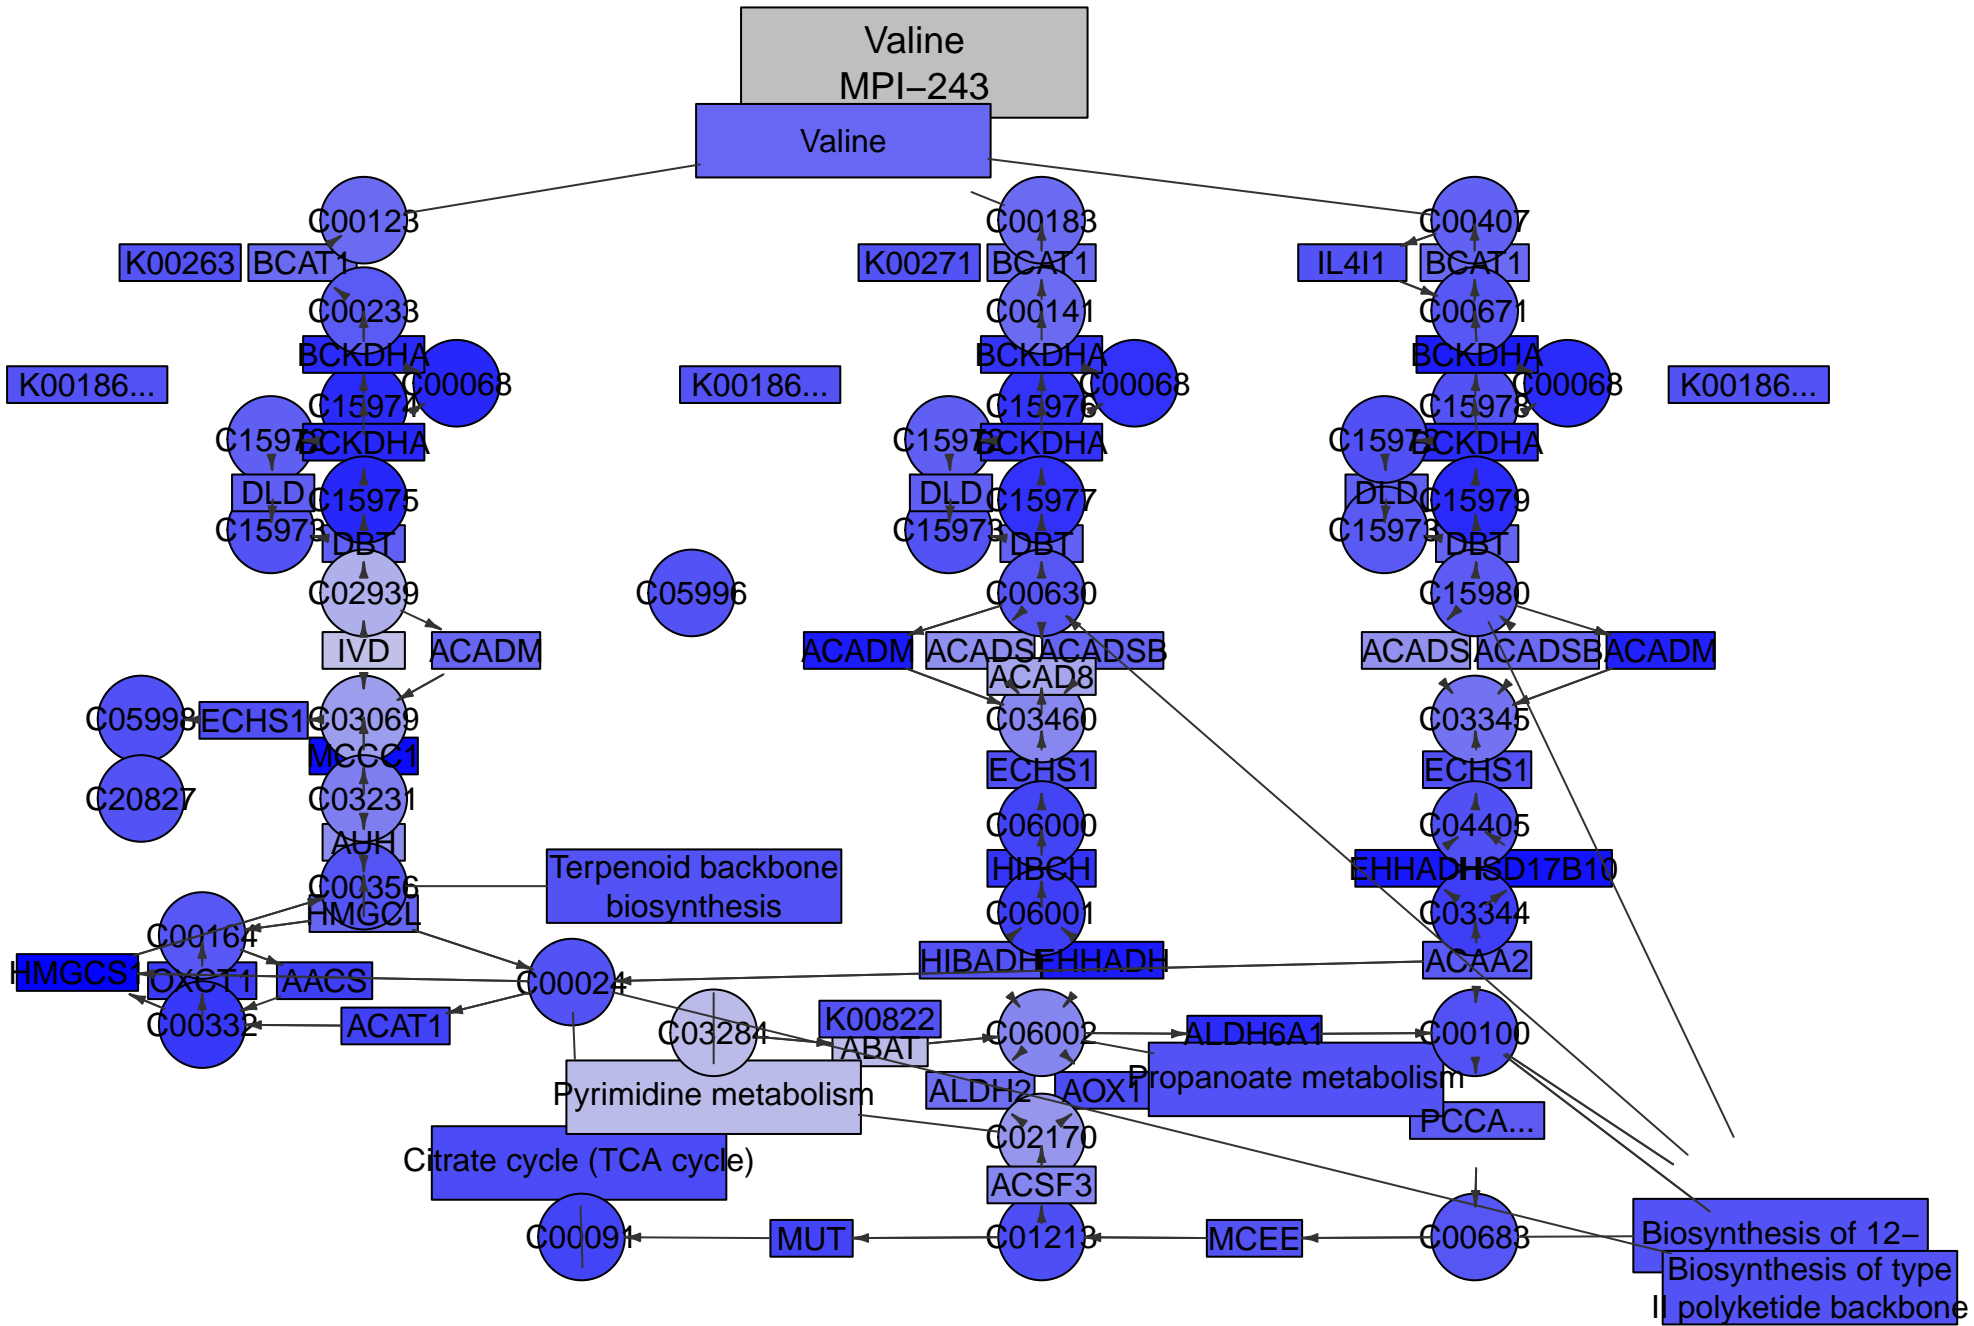 Valine
MPI−243
Valine
C00123
C00183
C00407
K00263
BCAT1
K00271
BCAT1
IL4I1
BCAT1
C00233
C00141
C00671
BCKDHA
BCKDHA
BCKDHA
K00186...
C00068
K00186...
C00068
C00068
K00186...
C15974
C15976
C15978
C15972
BCKDHA
C15972
BCKDHA
C15972
BCKDHA
DLD
C15975
DLD
C15977
DLD
C15979
C15973
DBT
C15973
DBT
C15973
DBT
C02939
C05996
C00630
C15980
IVD
ACADM
ACADM
ACADS
ACADSB
ACADS
ACADSB
ACADM
ACAD8
C05998
ECHS1
C03069
C03460
C03345
MCCC1
ECHS1
ECHS1
C20827
C03231
C06000
C04405
AUH
HIBCH
EHHADH
HSD17B10
Terpenoid backbone
biosynthesis
C00356
HMGCL
C06001
C03344
C00164
HIBADH
EHHADH
ACAA2
HMGCS1
OXCT1
AACS
C00024
C00332
ACAT1
C03284
K00822
ABAT
C06002
ALDH6A1
C00100
Pyrimidine metabolism
ALDH2
AOX1
Propanoate metabolism
PCCA...
C02170
Citrate cycle (TCA cycle)
ACSF3
C00091
MUT
C01213
MCEE
C00683
Biosynthesis of 12−
Biosynthesis of type
II polyketide backbone